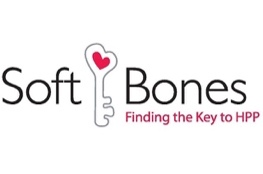 Soft Bones
Finding the Key to HPP